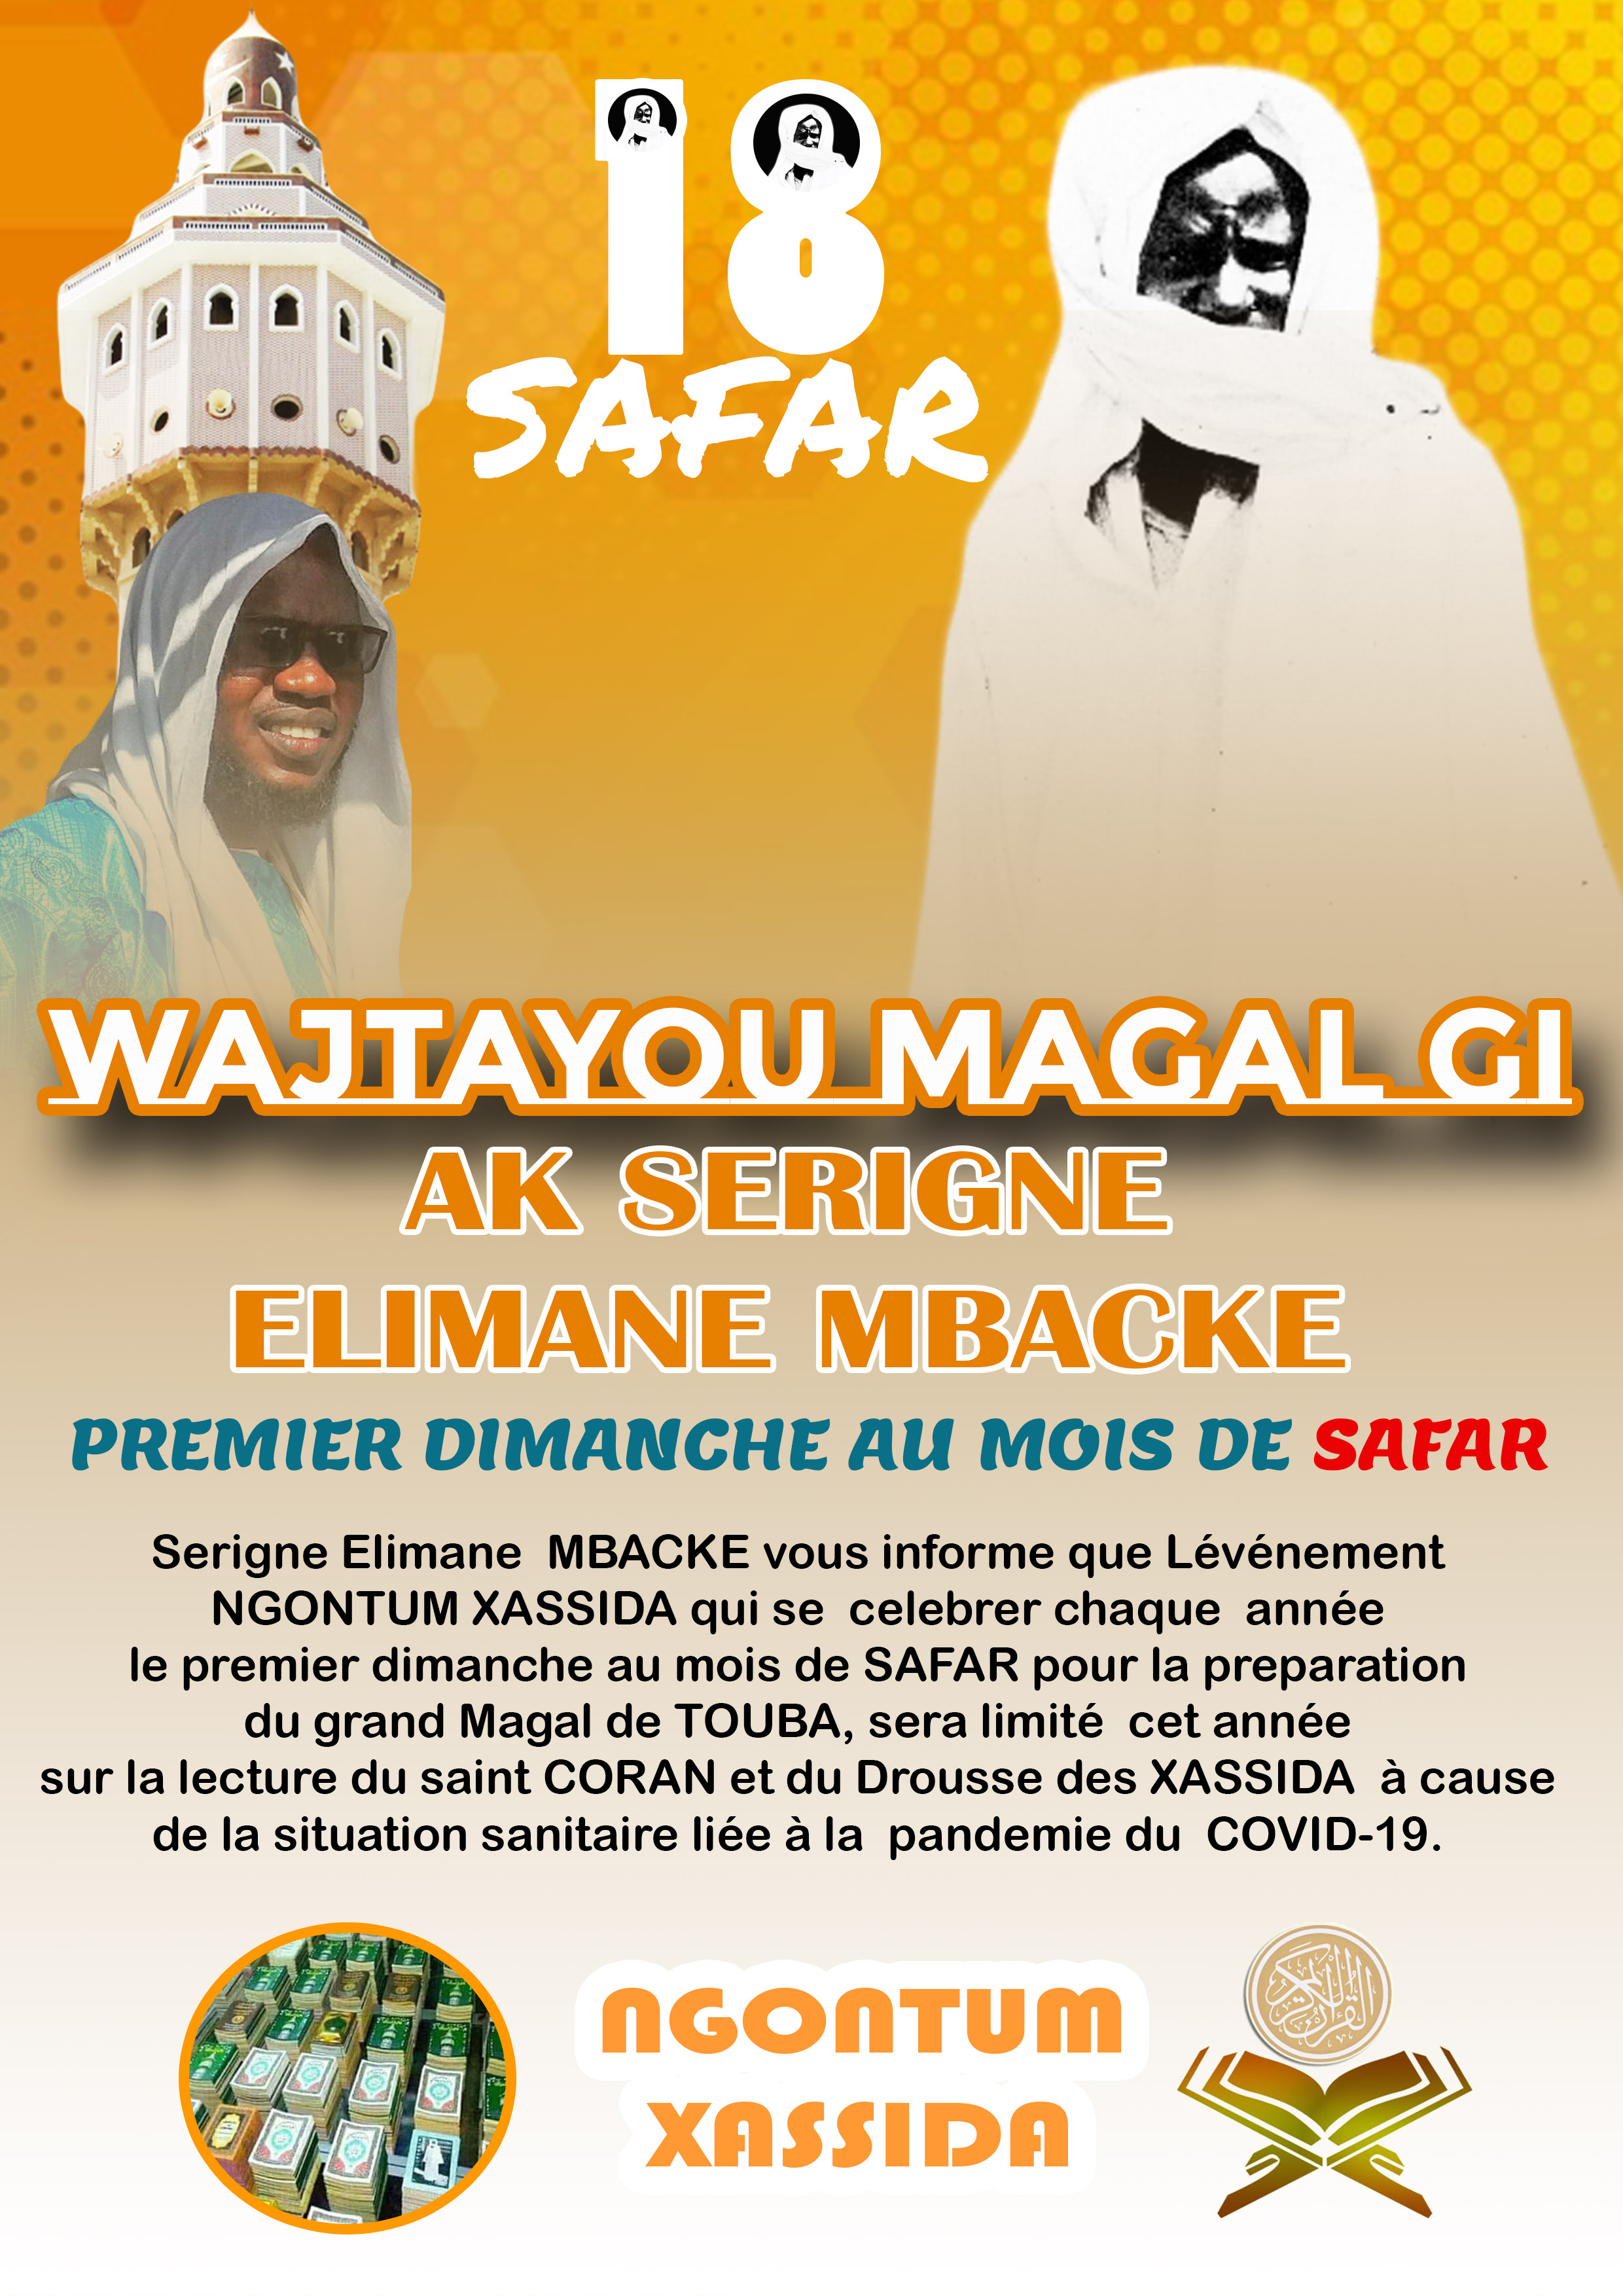 18
SAFAR
WAJTAYOU MAGAL GI
AK SERIGNE
ELIMANE MBACKE
PREMIER DIMANCHE AU MOIS DE SAFAR
Serigne Elimane MBACKE vous informe que Lévénement
NGONTUM XASSIDA qui se celebrer chaque année
le premier dimanche au mois de SAFAR pour la preparation
du grand Magal de TOUBA, sera limité cet année
sur la lecture du saint CORAN et du Drousse des XASSIDA à cause
de la situation sanitaire liée à la pandemie du COVID-19.
NGONTUM
XASSIDA
القرآن الكريم